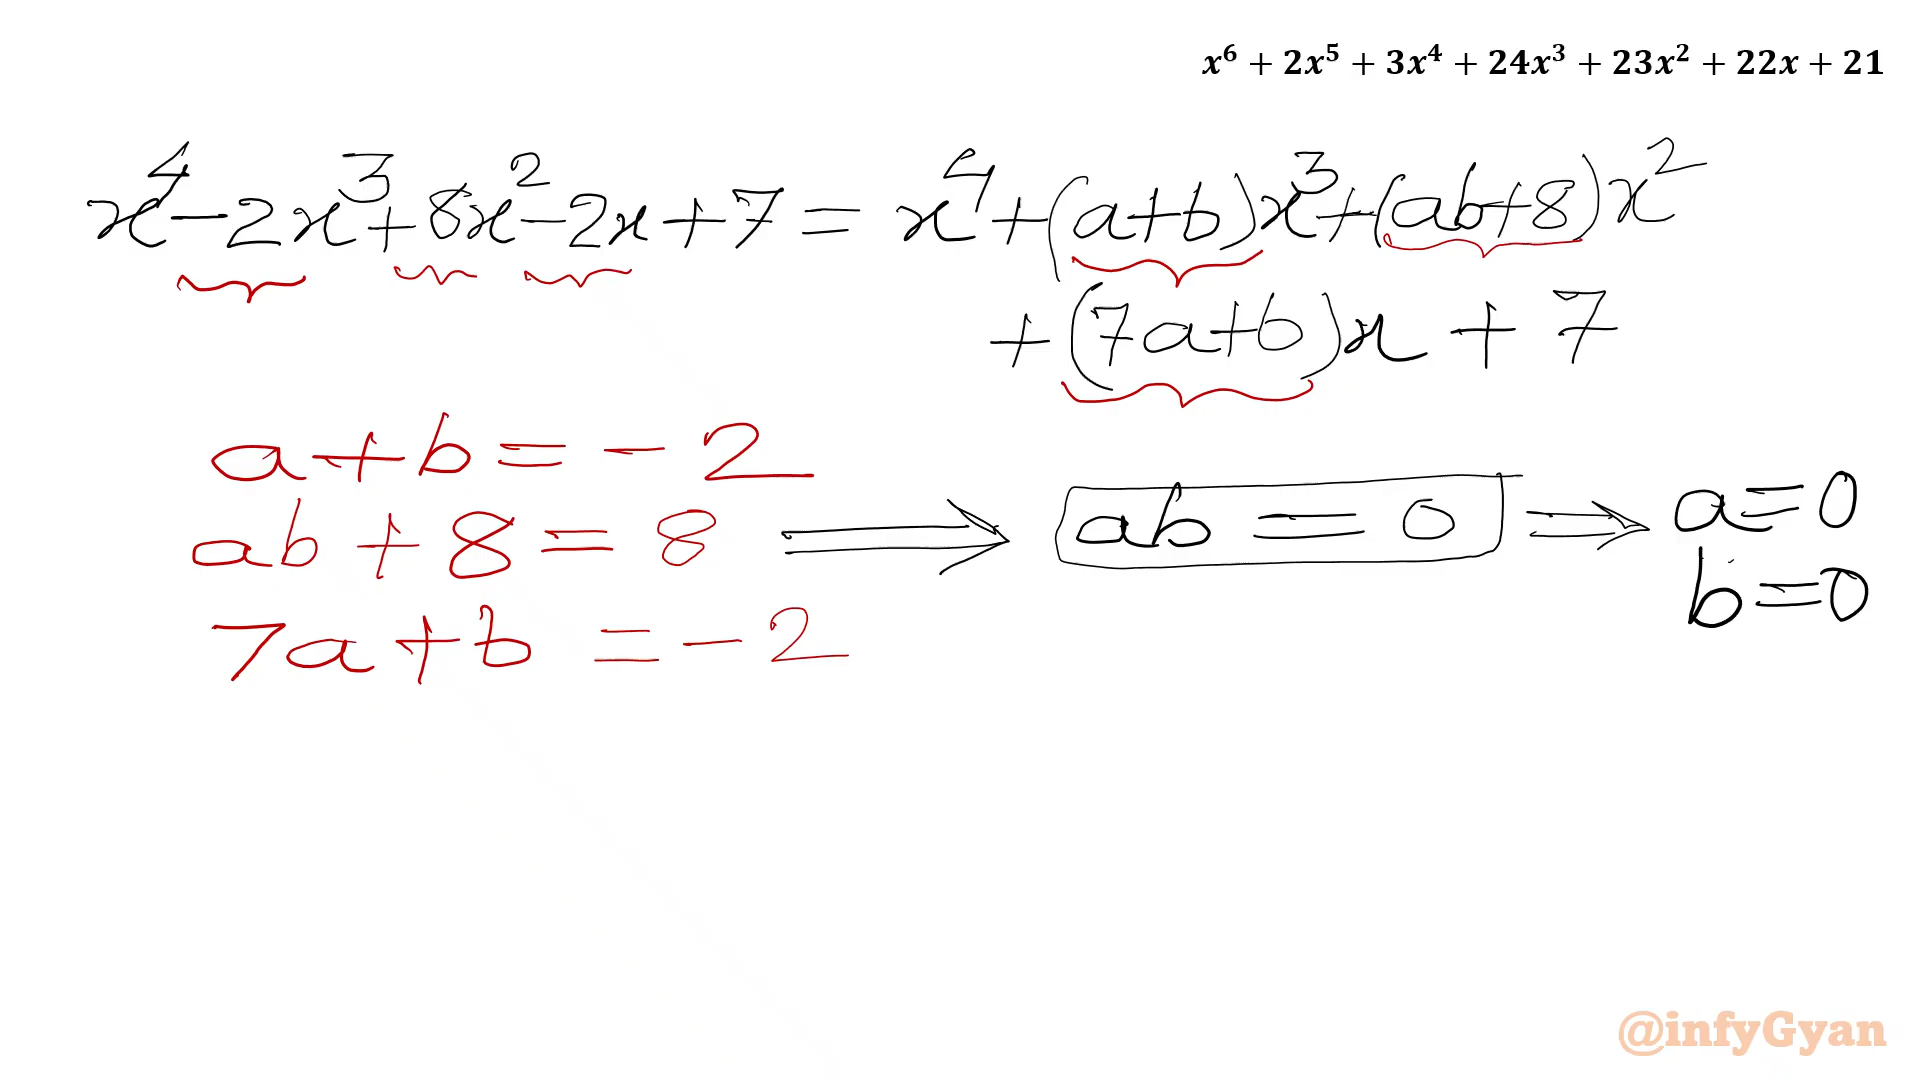 x⁶ + 2x⁵ + 3x⁴ + 24x³ + 23x² + 22x + 21
x⁴ - 2x³ + 8x² - 2x + 7 = x⁴ + (a+b)x³ + (ab+8)x²
+ (7a+b)x + 7
a+b = -2
ab + 8 = 8 ⟹ ab = 0 ⟹ a=0
b=0
7a+b = -2
@infyGyan